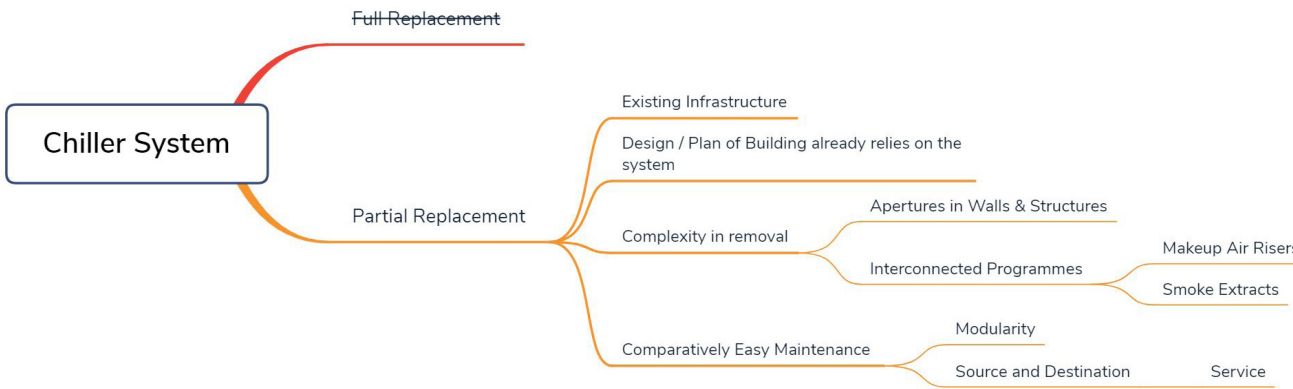 Full Replacement
Chiller System
Partial Replacement
Existing Infrastructure
Design / Plan of Building already relies on the
system
Complexity in removal
Apertures in Walls & Structures
Interconnected Programmes
Makeup Air Risers
Smoke Extracts
Comparatively Easy Maintenance
Modularity
Source and Destination
Service